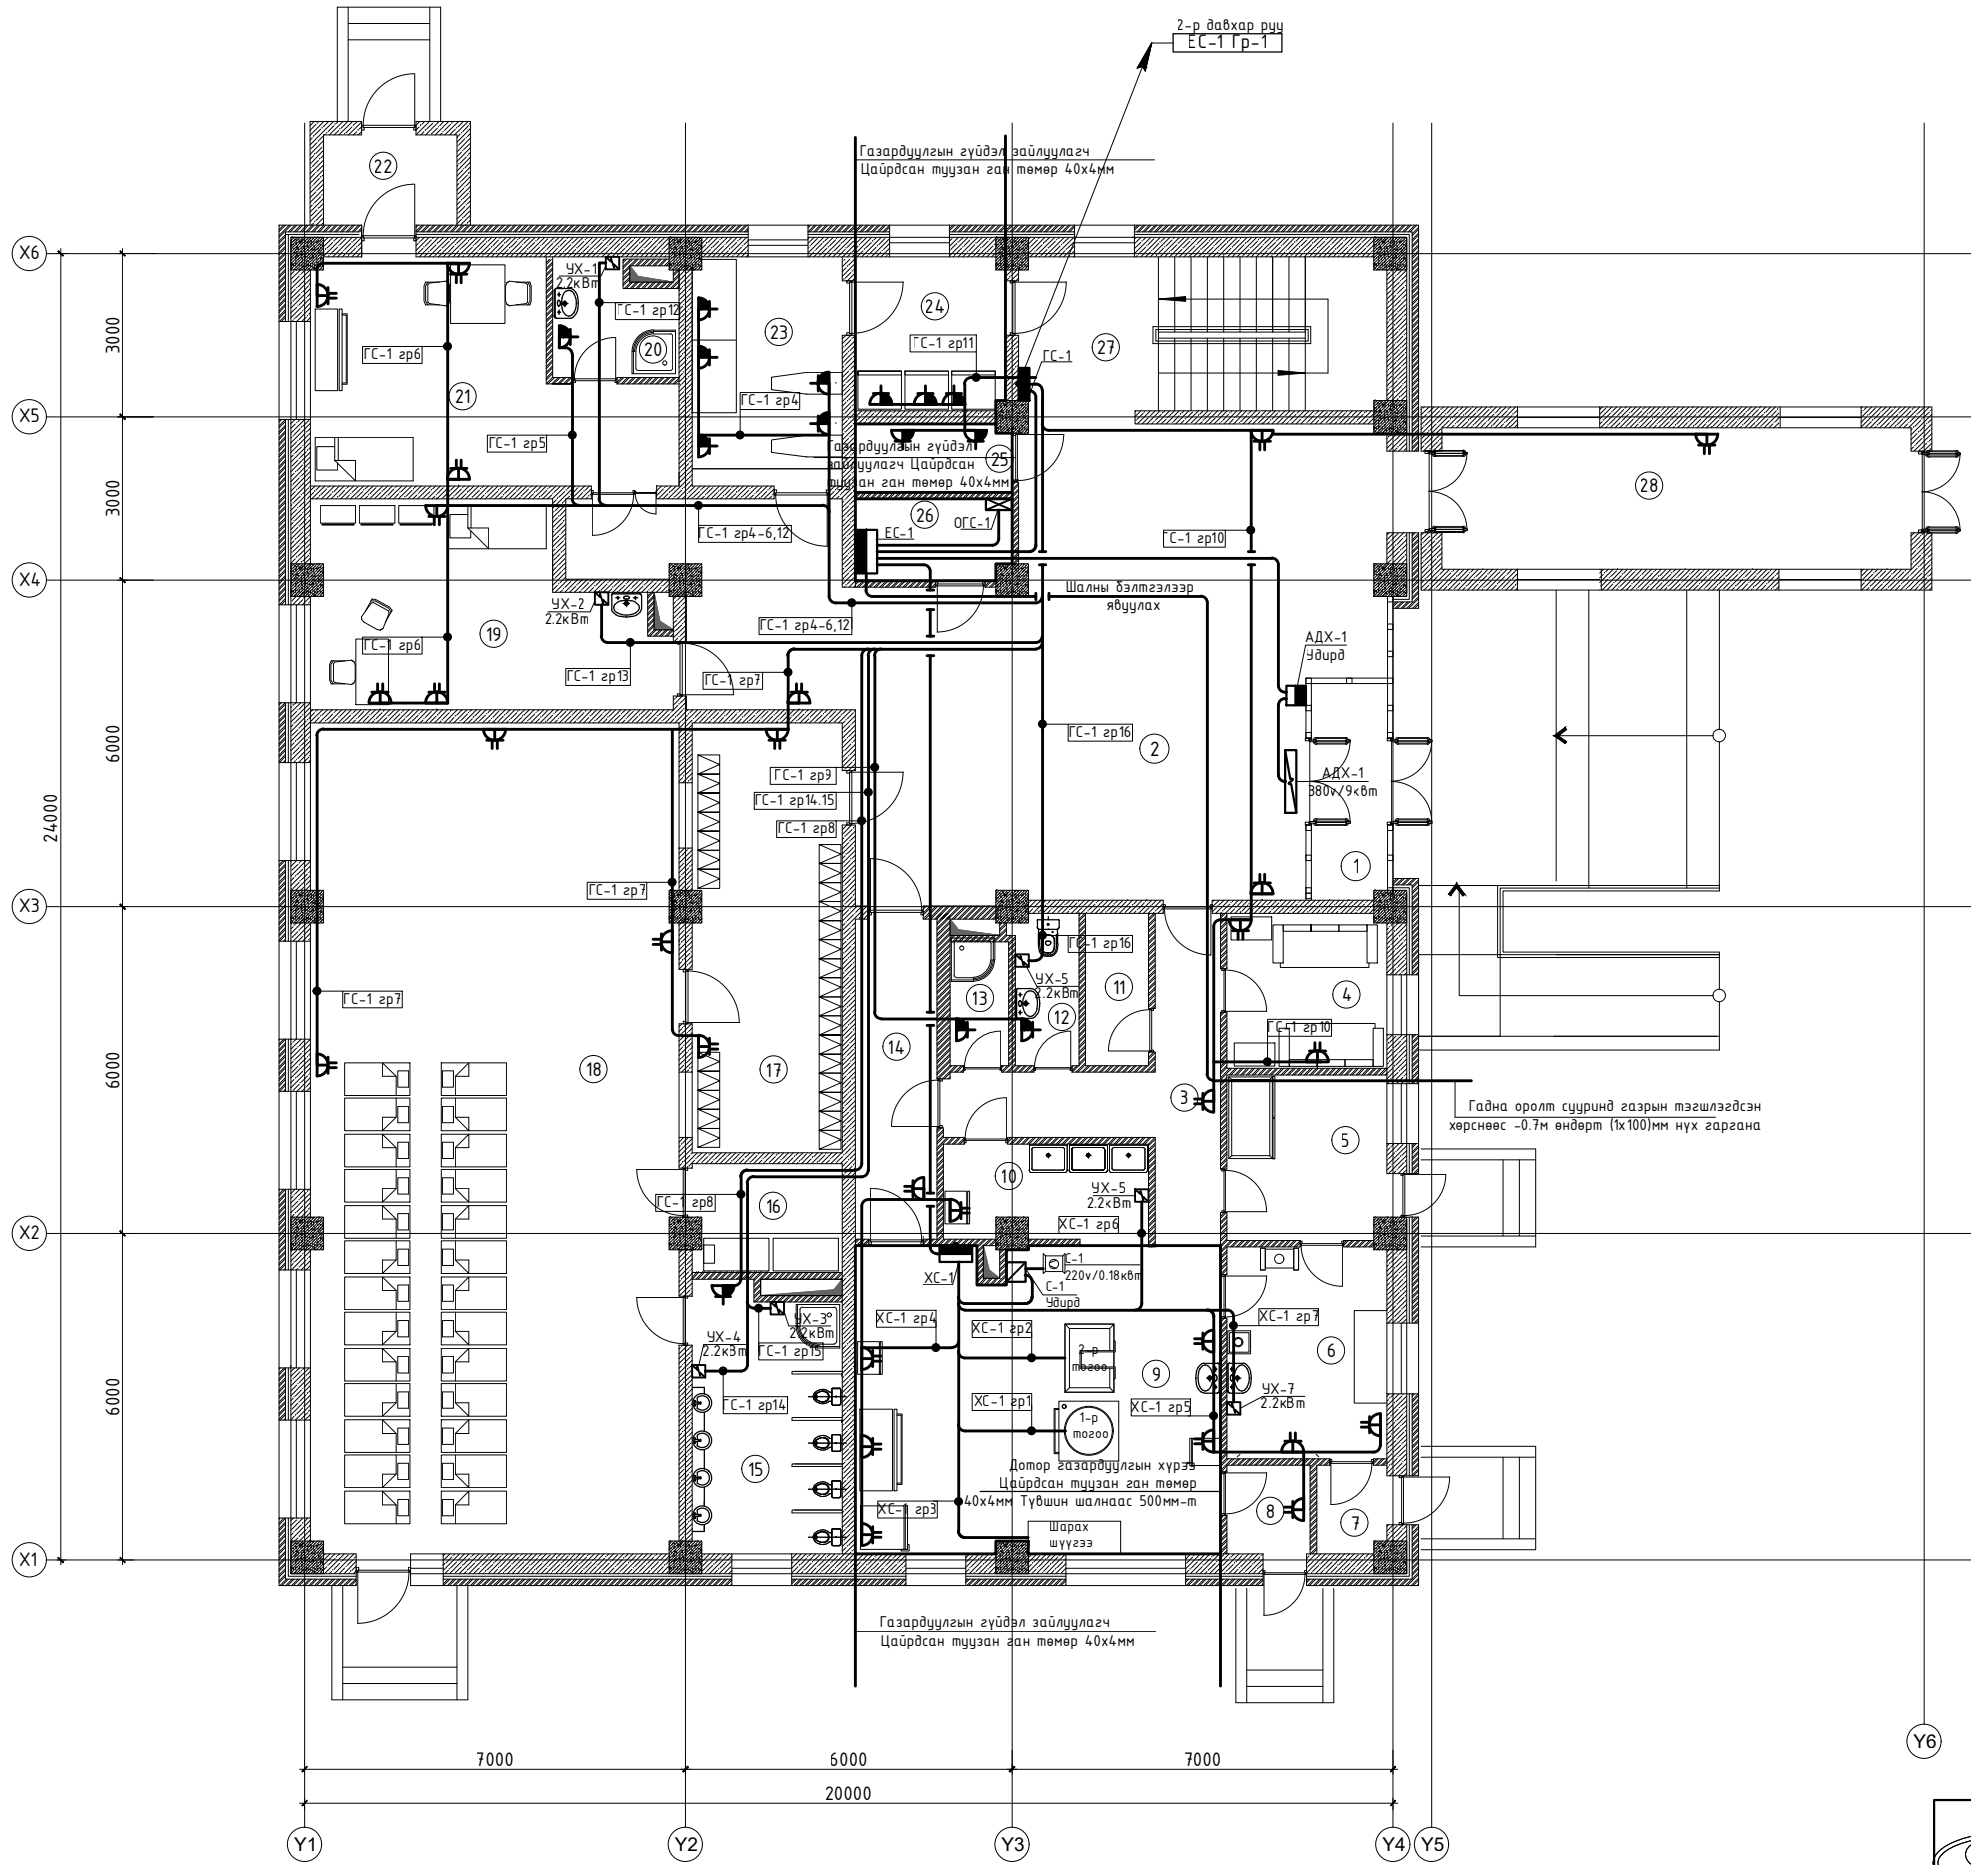 2-р давхар руу
ЕС-1 Гр-1
Газардуулгын гүйдэл зайлуулагч
Цайрдсан туузан ган төмөр 40х4мм
22
X6
УХ-1
2.2кВт
ГС-1 гр12
20
23
24
27
ГС-1
ГС-1 гр11
3000
ГС-1 гр6
21
ГС-1 гр4
X5
ГС-1 гр5
Газардуулгын гүйдэл
зайлуулагч Цайрдсан
туузан ган төмөр 40х4мм
25
28
3000
26
ОГС-1
ЕС-1
ГС-1 гр4-6,12
ГС-1 гр10
X4
Шалны бэлтгэлээр
явуулах
УХ-2
2.2кВт
19
ГС-1 гр6
ГС-1 гр4-6,12
ГС-1 гр13
ГС-1 гр7
АДХ-1
Удирд
ГС-1 гр16
2
6000
24000
ГС-1 гр9
ГС-1 гр14.15
ГС-1 гр8
АДХ-1
380v/9квт
1
ГС-1 гр7
X3
ГС-1 гр16
УХ-5
2.2кВт
13
12
11
4
ГС-1 гр7
ГС-1 гр10
14
6000
18
17
3
Гадна оролт сууринд газрын тэгшлэгдсэн
хөрснөөс -0.7м өндөрт (1х100)мм нүх гаргана
5
10
УХ-5
2.2кВт
ГС-1 гр8
16
ХС-1 гр6
X2
ХС-1
С-1
220v/0.18квт
С-1
Удирд
УХ-3
2.2кВт
УХ-4
2.2кВт
ГС-1 гр15
ХС-1 гр4
ХС-1 гр2
ХС-1 гр7
2-р
тогоо
9
6
6000
ГС-1 гр14
ХС-1 гр1
ХС-1 гр5
УХ-7
2.2кВт
1-р
тогоо
15
Дотор газардуулгын хүрээ
Цайрдсан туузан ган төмөр
40х4мм Түвшин шалнаас 500мм-т
ХС-1 гр3
8
7
Шарах
шүүгээ
X1
Газардуулгын гүйдэл зайлуулагч
Цайрдсан туузан ган төмөр 40х4мм
7000
6000
7000
20000
Y1
Y2
Y3
Y4
Y5
Y6